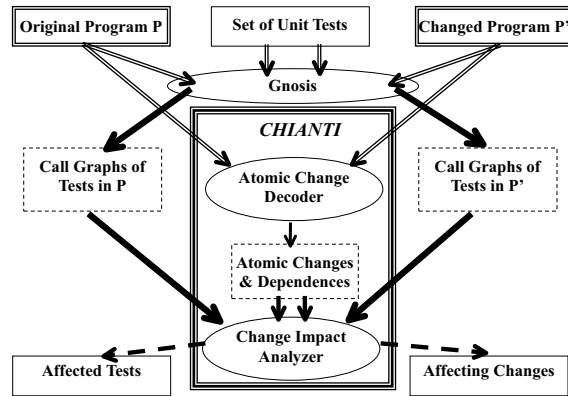 Original Program P
Set of Unit Tests
Changed Program P'
Gnosis
CHIANTI
Call Graphs of
Tests in P
Atomic Change
Decoder
Call Graphs of
Tests in P'
Atomic Changes
& Dependences
Change Impact
Analyzer
Affected Tests
Affecting Changes